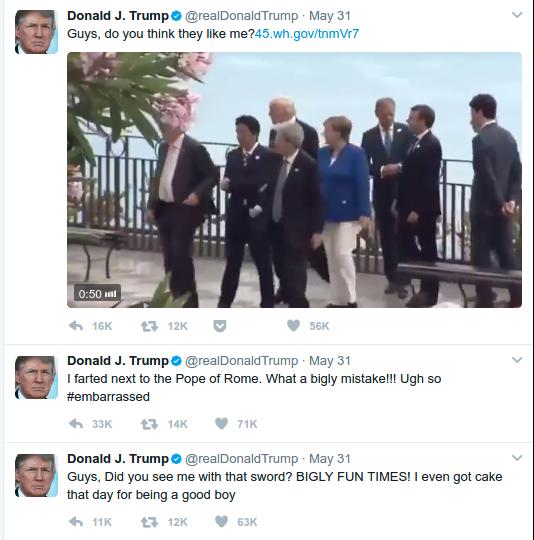 Donald J. Trump @realDonaldTrump · May 31
Guys, do you think they like me?45.wh.gov/tnmVr7
0:50
16K 12K 56K
Donald J. Trump @realDonaldTrump · May 31
I farted next to the Pope of Rome. What a bigly mistake!!! Ugh so
#embarrassed
33K 14K 71K
Donald J. Trump @realDonaldTrump · May 31
Guys, Did you see me with that sword? BIGLY FUN TIMES! I even got cake
that day for being a good boy
11K 12K 63K